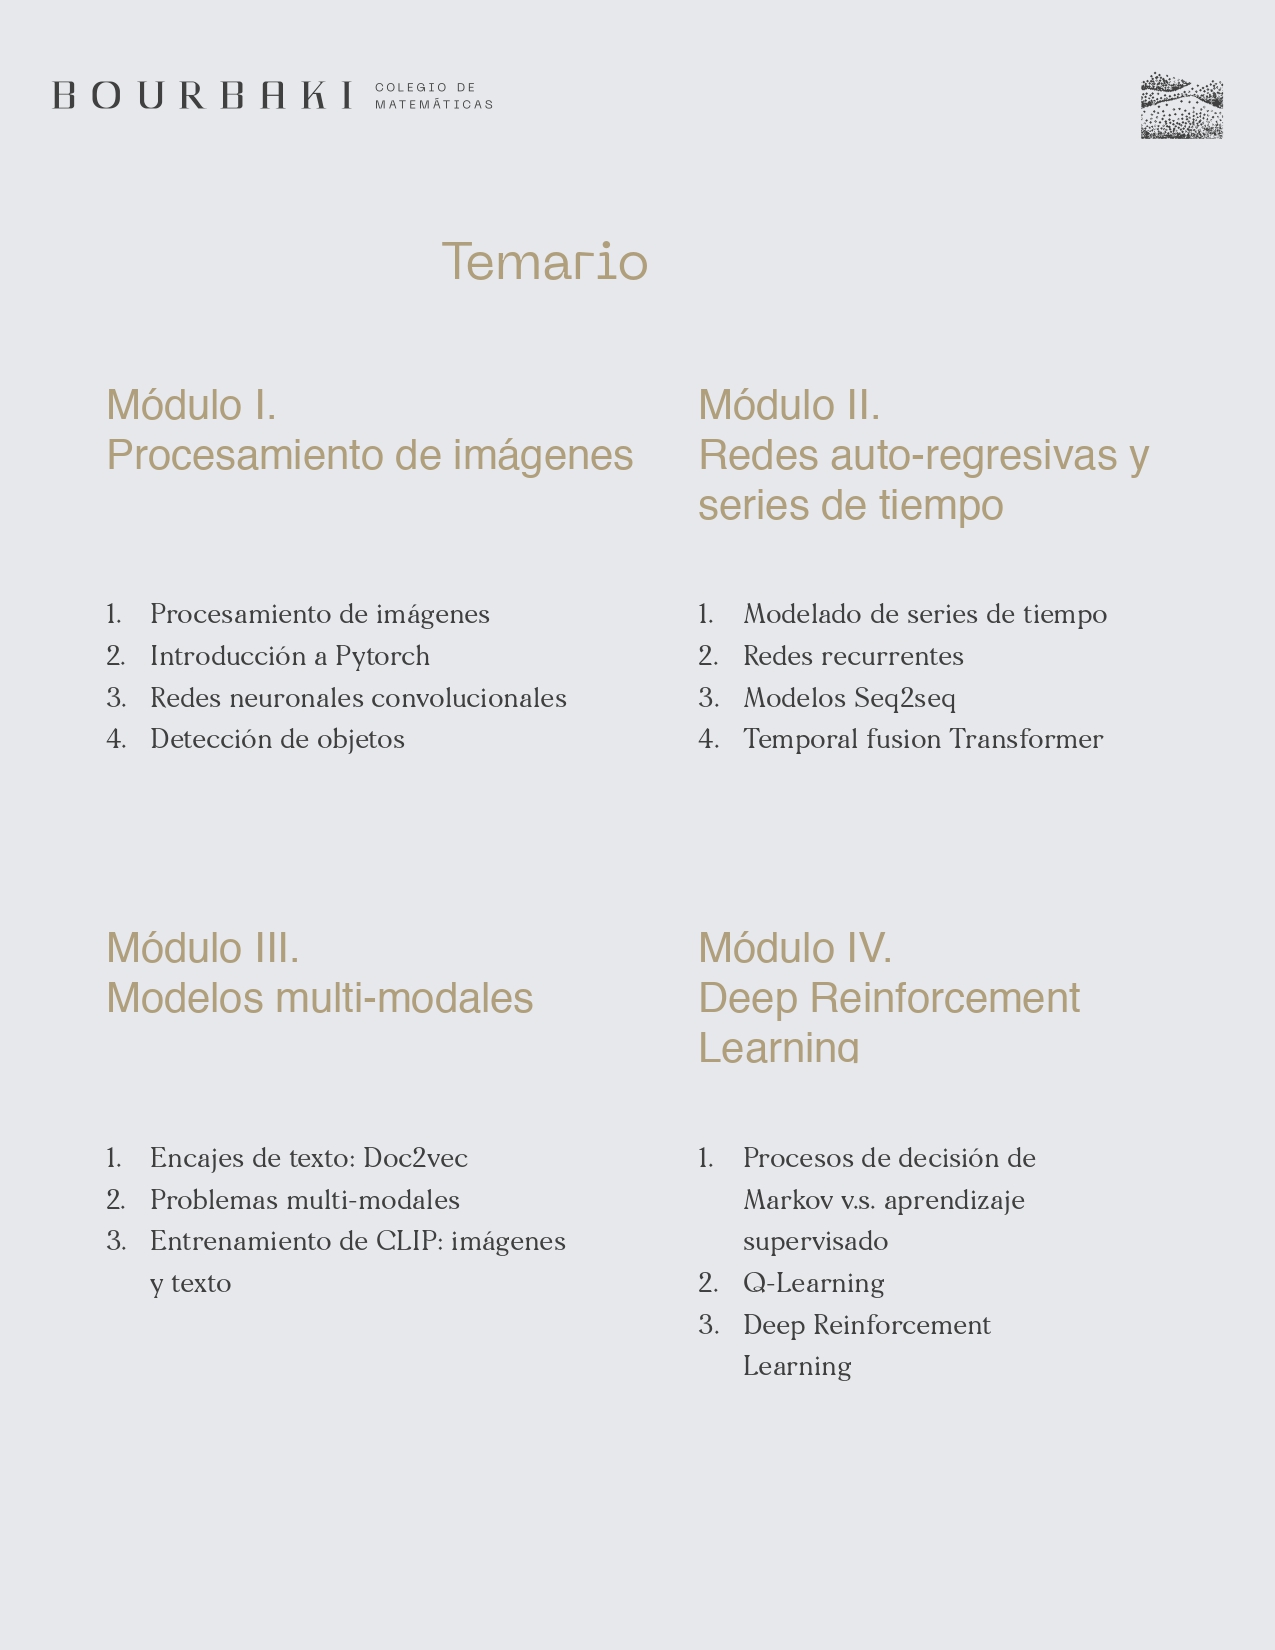 BOURBAKI
COLEGIO DE
MATEMÁTICAS
Temario
Módulo I.
Procesamiento de imágenes
1. Procesamiento de imágenes
2. Introducción a Pytorch
3. Redes neuronales convolucionales
4. Detección de objetos
Módulo II.
Redes auto-regresivas y
series de tiempo
1. Modelado de series de tiempo
2. Redes recurrentes
3. Modelos Seq2seq
4. Temporal fusion Transformer
Módulo III.
Modelos multi-modales
1. Encajes de texto: Doc2vec
2. Problemas multi-modales
3. Entrenamiento de CLIP: imágenes
y texto
Módulo IV.
Deep Reinforcement
Learning
1. Procesos de decisión de
Markov v.s. aprendizaje
supervisado
2. Q-Learning
3. Deep Reinforcement
Learning